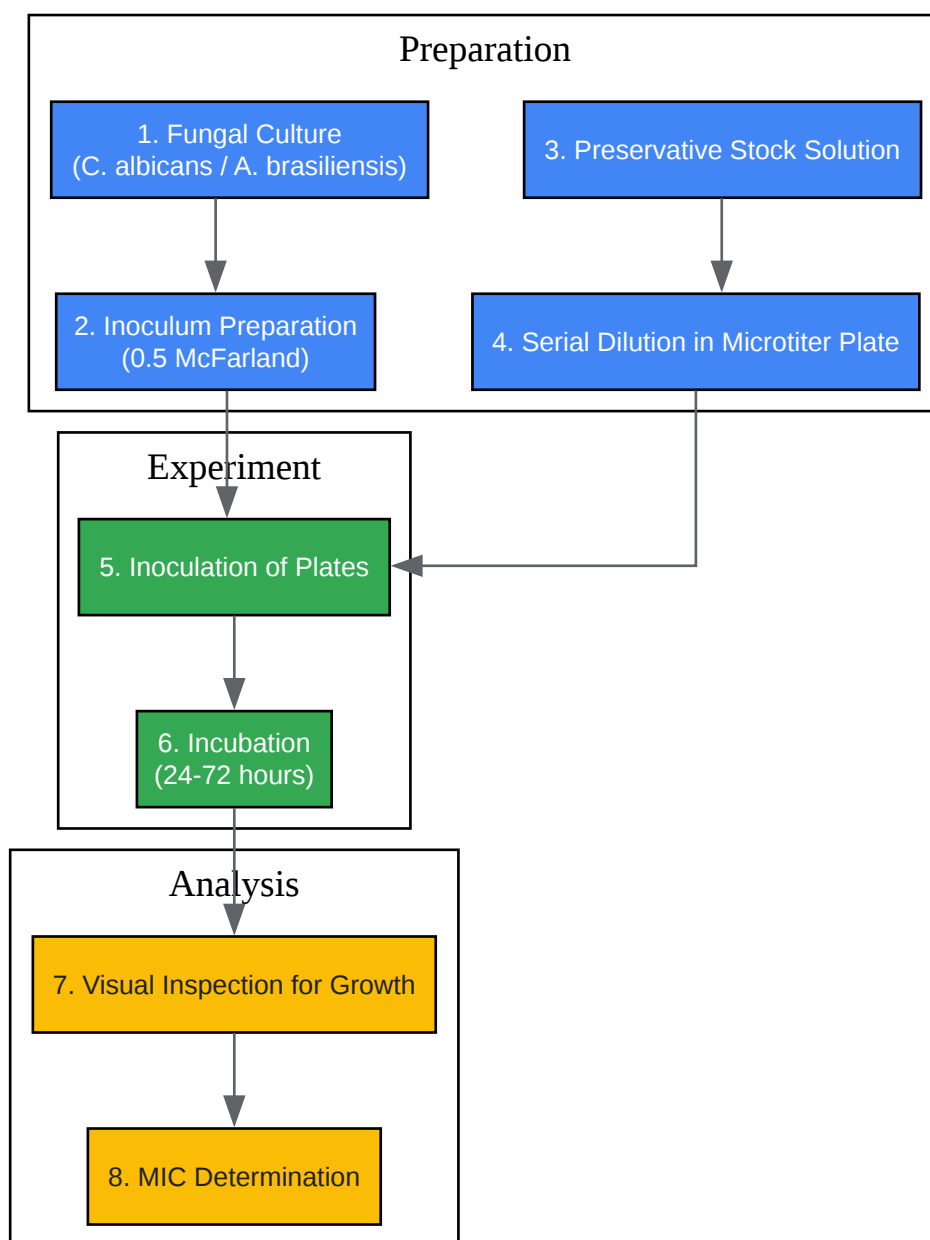 Preparation
1. Fungal Culture
(C. albicans / A. brasiliensis)
3. Preservative Stock Solution
2. Inoculum Preparation
(0.5 McFarland)
4. Serial Dilution in Microtiter Plate
Experiment
5. Inoculation of Plates
6. Incubation
(24-72 hours)
Analysis
7. Visual Inspection for Growth
8. MIC Determination